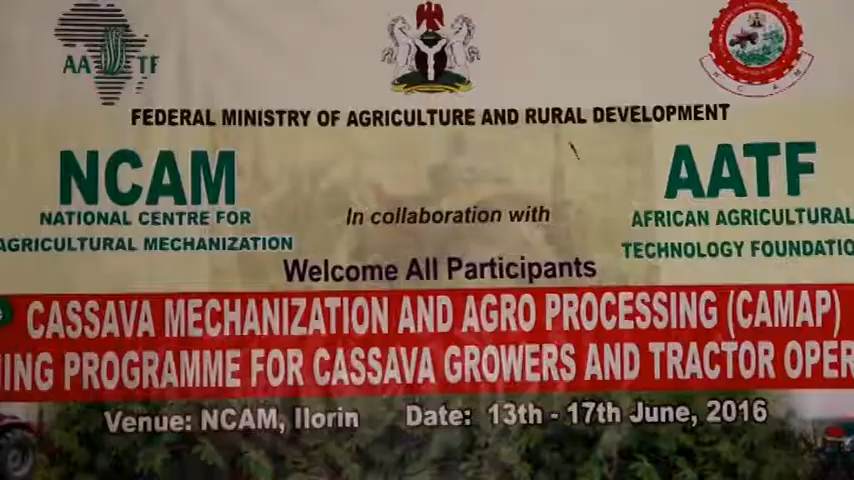 AATF
FEDERAL MINISTRY OF AGRICULTURE AND RURAL DEVELOPMENT
NCAM
NATIONAL CENTRE FOR
AGRICULTURAL MECHANIZATION
In collaboration with
AATF
AFRICAN AGRICULTURAL
TECHNOLOGY FOUNDATIO
Welcome All Participants
CASSAVA MECHANIZATION AND AGRO PROCESSING (CAMAP)
ING PROGRAMME FOR CASSAVA GROWERS AND TRACTOR OPER
Venue: NCAM, Ilorin Date: 13th - 17th June, 2016